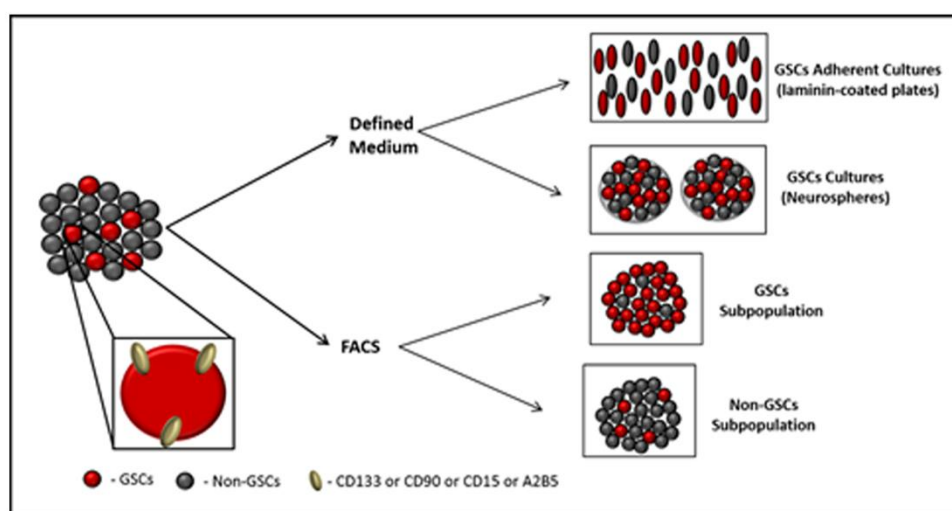 GSCs Adherent Cultures
(laminin-coated plates)
Defined
Medium
GSCs Cultures
(Neurospheres)
GSCs
Subpopulation
FACS
Non-GSCs
Subpopulation
- GSCs
- Non-GSCs
- CD133 or CD90 or CD15 or A2B5